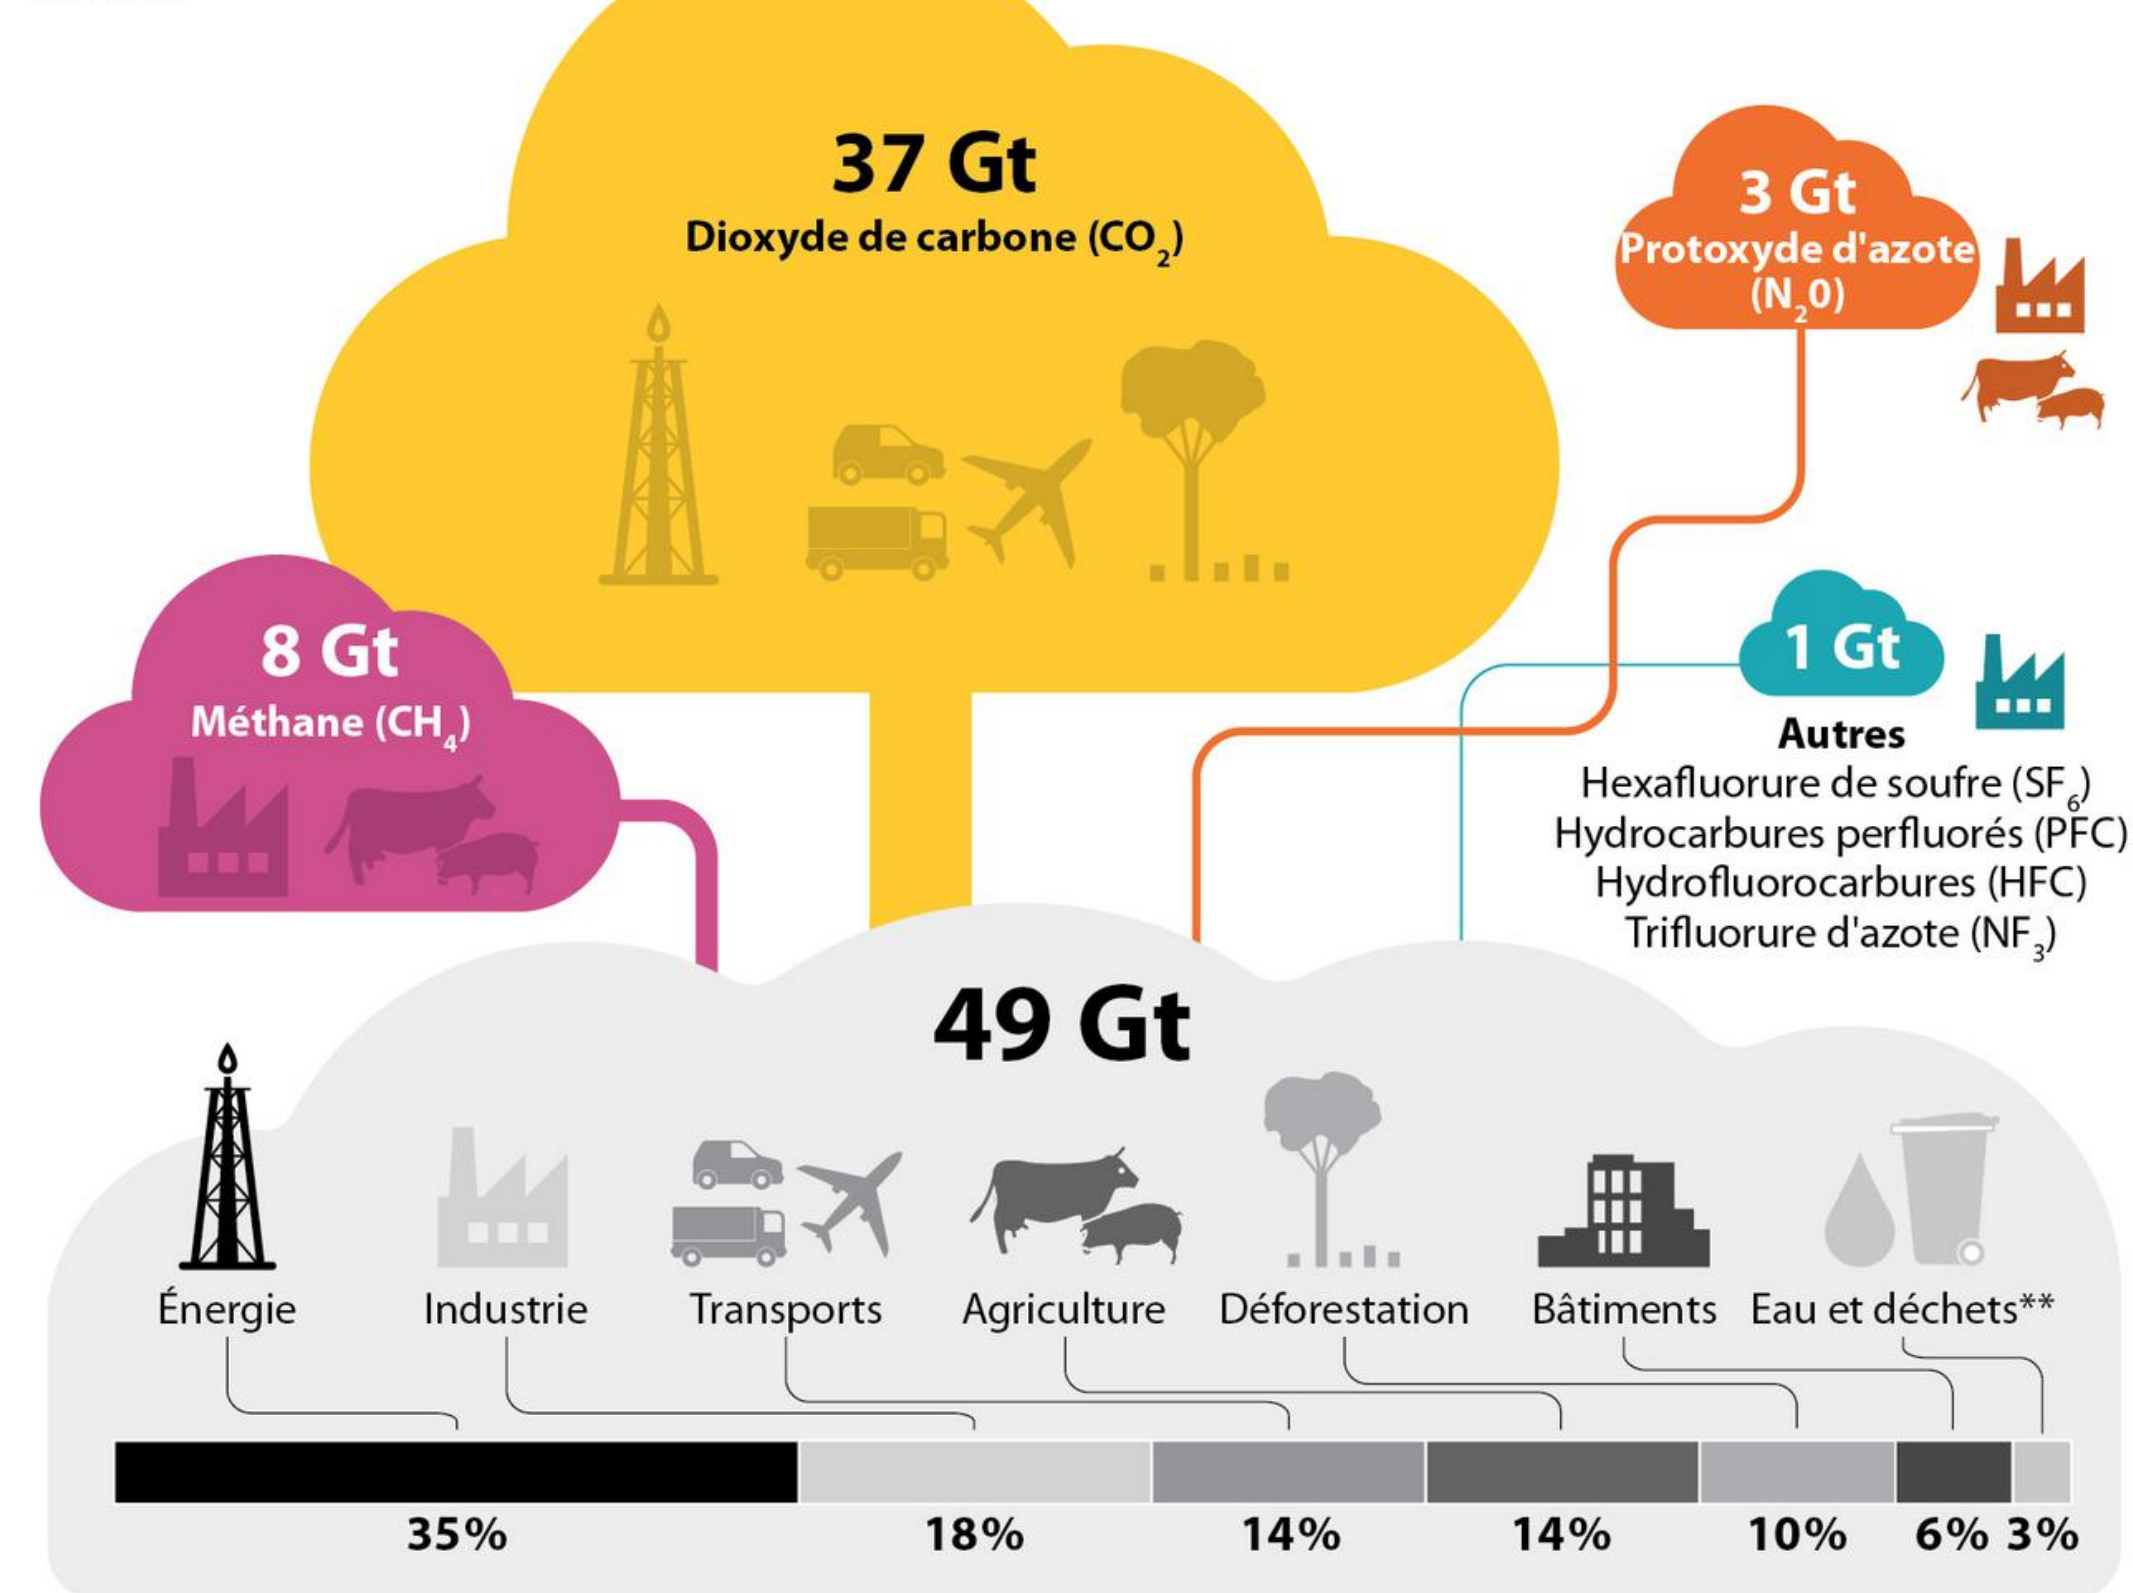 37 Gt
Dioxyde de carbone (CO₂)
3 Gt
Protoxyde d'azote
(N₂0)
8 Gt
Méthane (CH₄)
1 Gt
Autres
Hexafluorure de soufre (SF₆)
Hydrocarbures perfluorés (PFC)
Hydrofluorocarbures (HFC)
Trifluorure d'azote (NF₃)
49 Gt
Énergie Industrie Transports Agriculture Déforestation Bâtiments Eau et déchets**
35% 18% 14% 14% 10% 6% 3%